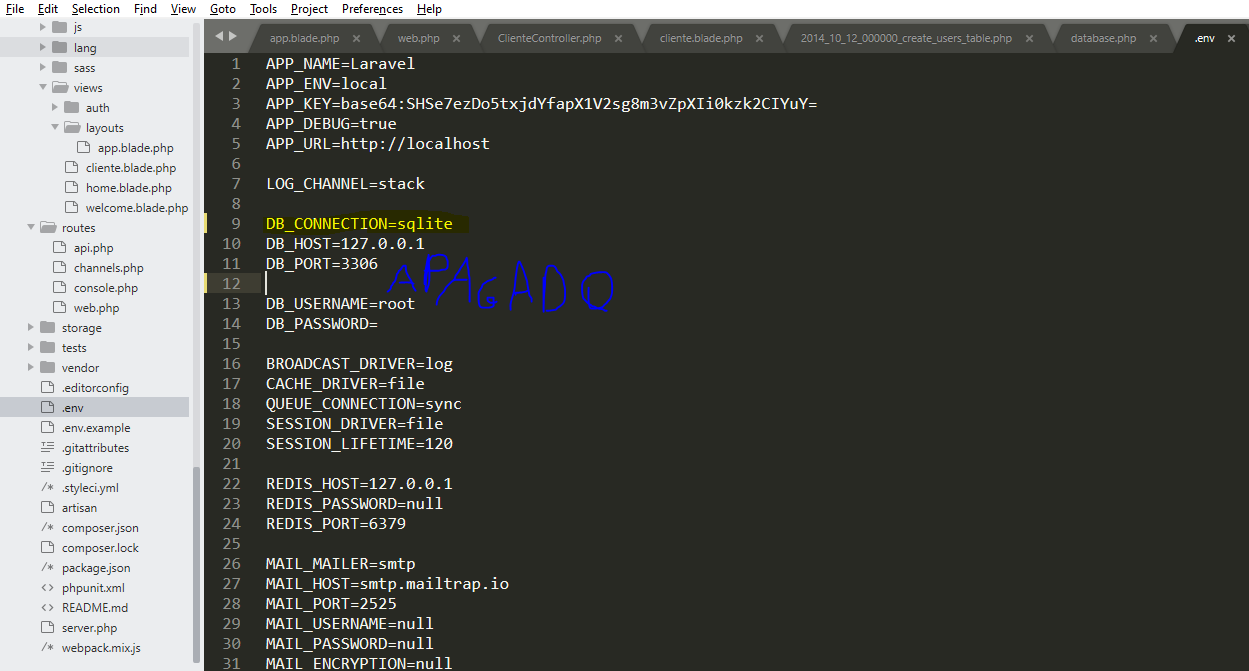 File Edit Selection Find View Goto Tools Project Preferences Help
js
lang
sass
views
auth
layouts
app.blade.php
cliente.blade.php
home.blade.php
welcome.blade.php
routes
api.php
channels.php
console.php
web.php
storage
tests
vendor
.editorconfig
.env
.env.example
.gitattributes
.gitignore
.styleci.yml
artisan
composer.json
composer.lock
package.json
phpunit.xml
README.md
server.php
webpack.mix.js
app.blade.php web.php ClienteController.php cliente.blade.php 2014_10_12_000000_create_users_table.php database.php .env
1 APP_NAME=Laravel
2 APP_ENV=local
3 APP_KEY=base64:SHSe7ezDo5txjdYfapX1V2sg8m3vZpXIi0kzk2CIYuY=
4 APP_DEBUG=true
5 APP_URL=http://localhost
6
7 LOG_CHANNEL=stack
8
9 DB_CONNECTION=sqlite
10 DB_HOST=127.0.0.1
11 DB_PORT=3306
12 APAGADO
13 DB_USERNAME=root
14 DB_PASSWORD=
15
16 BROADCAST_DRIVER=log
17 CACHE_DRIVER=file
18 QUEUE_CONNECTION=sync
19 SESSION_DRIVER=file
20 SESSION_LIFETIME=120
21
22 REDIS_HOST=127.0.0.1
23 REDIS_PASSWORD=null
24 REDIS_PORT=6379
25
26 MAIL_MAILER=smtp
27 MAIL_HOST=smtp.mailtrap.io
28 MAIL_PORT=2525
29 MAIL_USERNAME=null
30 MAIL_PASSWORD=null
31 MAIL_ENCRYPTION=null